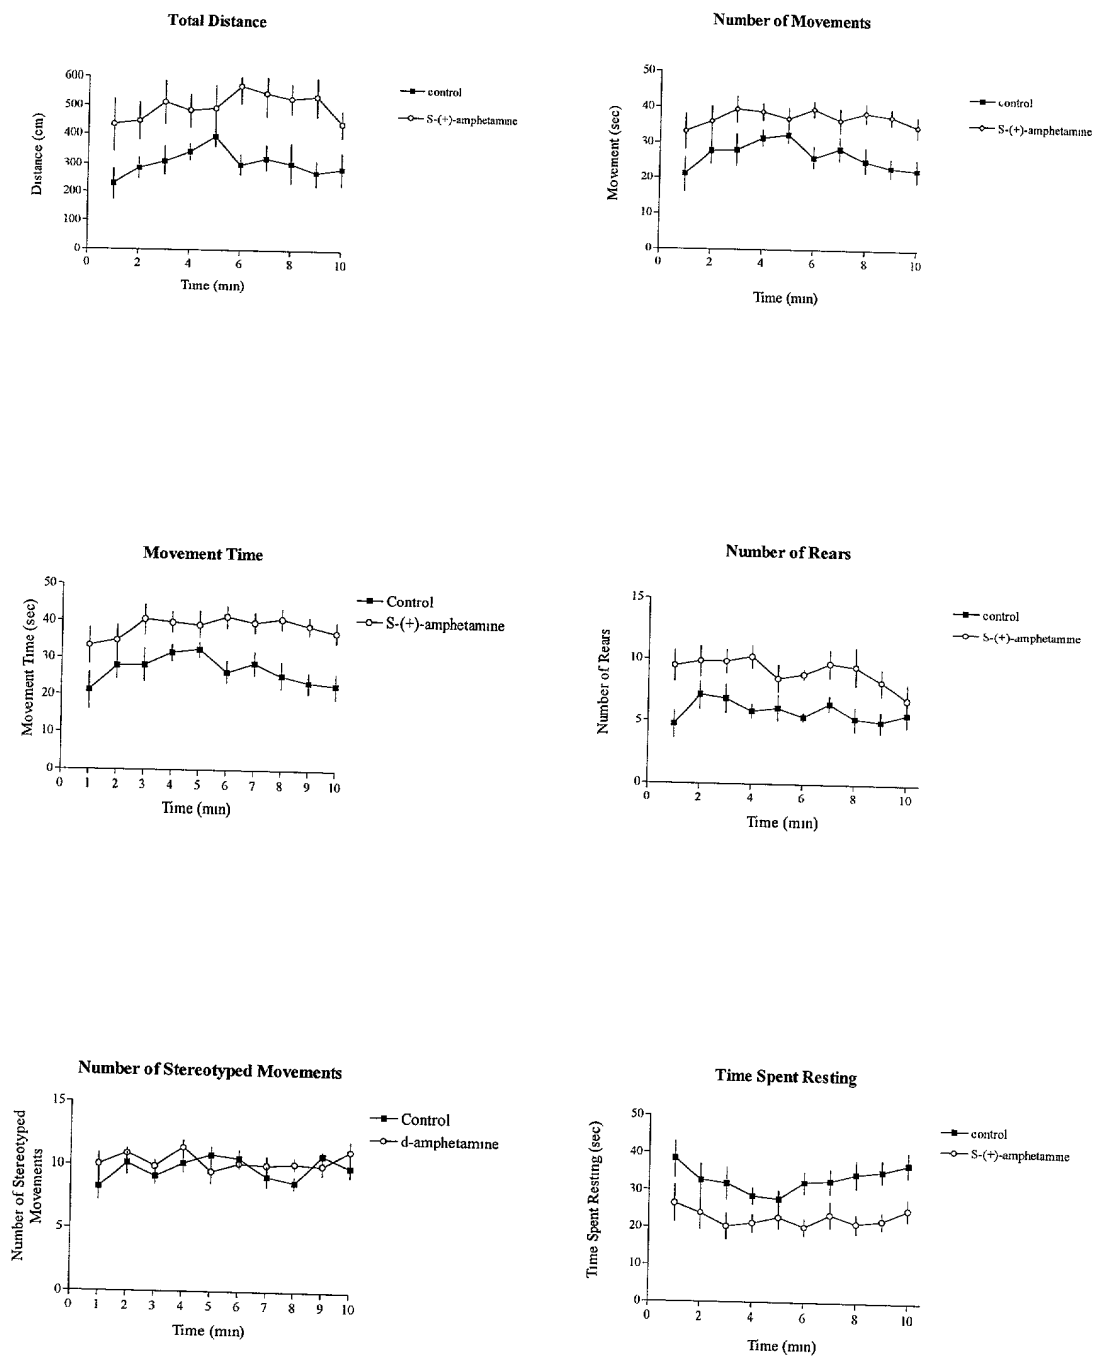 Total Distance
600
500
400
300
200
100
0
Distance (cm)
0 2 4 6 8 10
Time (min)
control
S-(+)-amphetamine
Number of Movements
50
40
30
20
10
0
Movement (sec)
0 2 4 6 8 10
Time (min)
control
S-(+)-amphetamine
Movement Time
50
40
30
20
10
0
Movement Time (sec)
0 1 2 3 4 5 6 7 8 9 10
Time (min)
Control
S-(+)-amphetamine
Number of Rears
15
10
5
0
Number of Rears
0 2 4 6 8 10
Time (min)
control
S-(+)-amphetamine
Number of Stereotyped Movements
15
10
5
0
Number of Stereotyped
Movements
0 1 2 3 4 5 6 7 8 9 10
Time (min)
Control
d-amphetamine
Time Spent Resting
50
40
30
20
10
0
Time Spent Resting (sec)
0 2 4 6 8 10
Time (min)
control
S-(+)-amphetamine